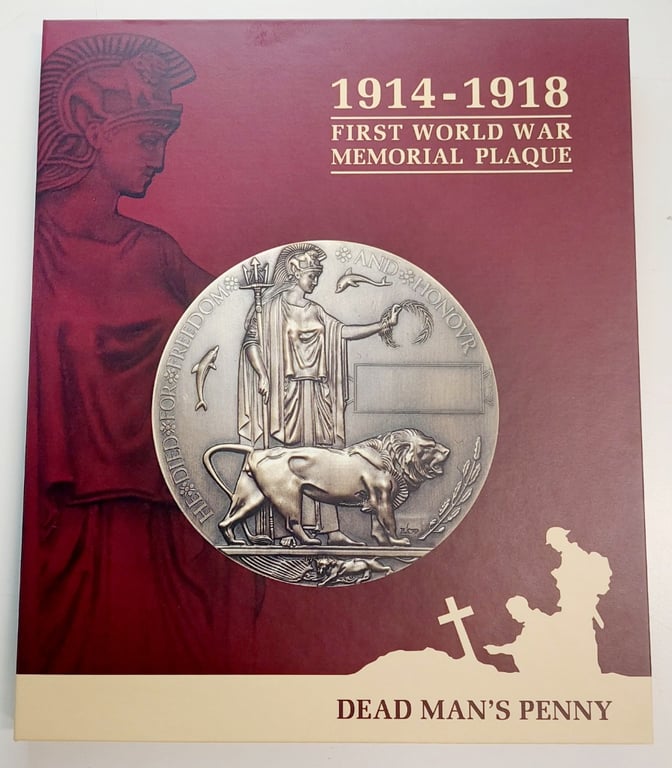 1914-1918
FIRST WORLD WAR
MEMORIAL PLAQUE
HE DIED FOR FREEDOM AND HONOVR
DEAD MAN'S PENNY